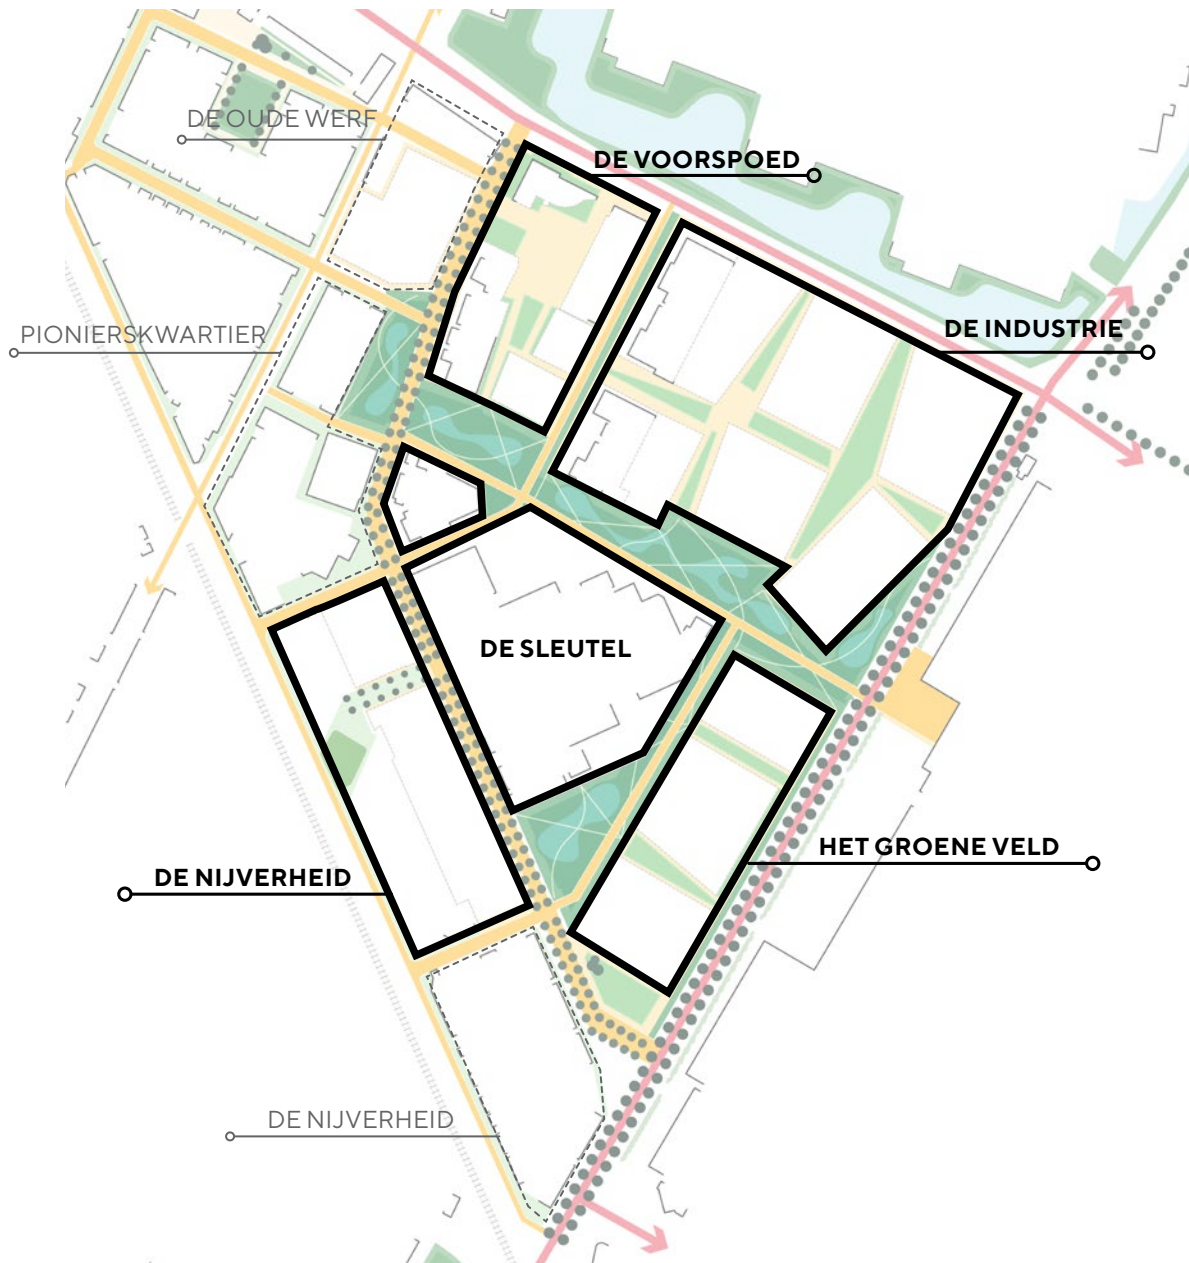 DE OUDE WERF
DE VOORSPOED
PIONIERSKWARTIER
DE INDUSTRIE
DE SLEUTEL
HET GROENE VELD
DE NIJVERHEID
DE NIJVERHEID